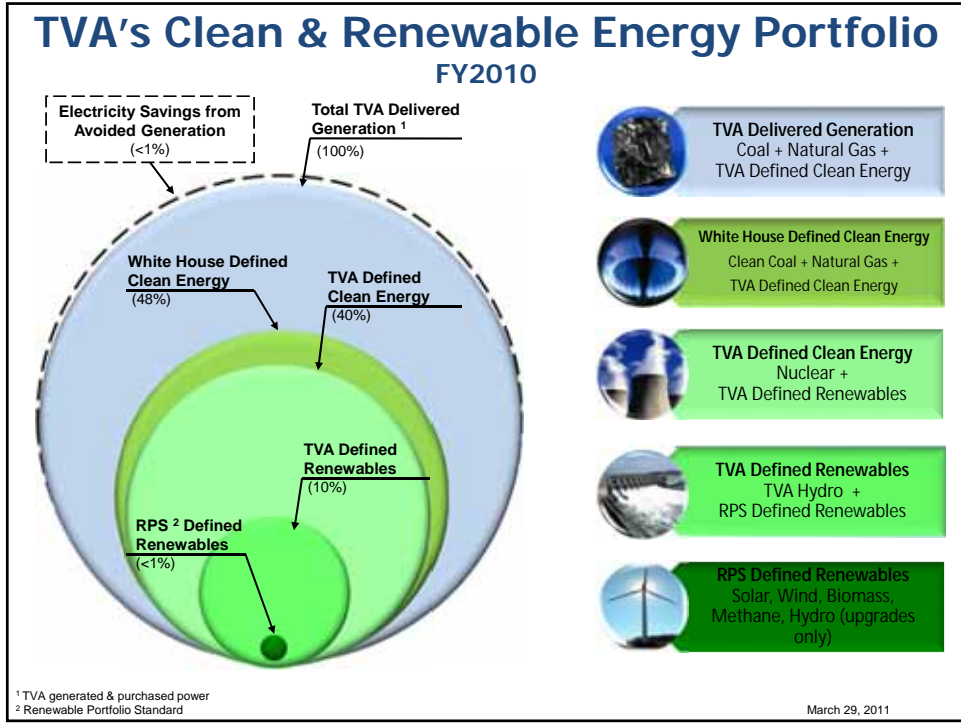 TVA's Clean & Renewable Energy Portfolio
FY2010
Electricity Savings from
Avoided Generation
(<1%)
Total TVA Delivered
Generation 1
(100%)
White House Defined
Clean Energy
(48%)
TVA Defined
Clean Energy
(40%)
TVA Defined
Renewables
(10%)
RPS 2 Defined
Renewables
(<1%)
TVA Delivered Generation
Coal + Natural Gas +
TVA Defined Clean Energy
White House Defined Clean Energy
Clean Coal + Natural Gas +
TVA Defined Clean Energy
TVA Defined Clean Energy
Nuclear +
TVA Defined Renewables
TVA Defined Renewables
TVA Hydro +
RPS Defined Renewables
RPS Defined Renewables
Solar, Wind, Biomass,
Methane, Hydro (upgrades
only)
1 TVA generated & purchased power
2 Renewable Portfolio Standard
March 29, 2011